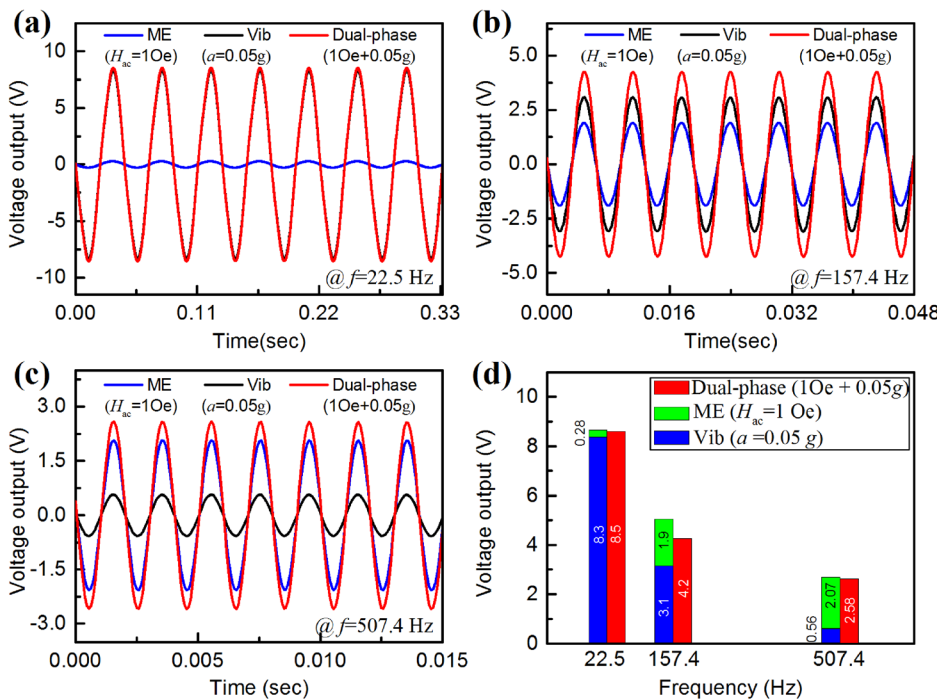 (a)
ME Vib Dual-phase
(Hac=1Oe) (a=0.05g) (1Oe+0.05g)
Voltage output (V)
10
5
0
-5
-10
@ f=22.5 Hz
0.00 0.11 0.22 0.33
Time(sec)
(b)
ME Vib Dual-phase
(Hac=1Oe) (a=0.05g) (1Oe+0.05g)
Voltage output (V)
5.0
2.5
0.0
-2.5
-5.0
@ f=157.4 Hz
0.000 0.016 0.032 0.048
Time(sec)
(c)
ME Vib Dual-phase
(Hac=1Oe) (a=0.05g) (1Oe+0.05g)
Voltage output (V)
3.0
1.5
0.0
-1.5
-3.0
@ f=507.4 Hz
0.000 0.005 0.010 0.015
Time (sec)
(d)
Dual-phase (1Oe + 0.05g)
ME (Hac=1 Oe)
Vib (a =0.05 g)
Voltage output (V)
10
8
6
4
2
0
0.28
8.3
8.5
1.9
3.1
4.2
0.56
2.07
2.58
22.5 157.4 507.4
Frequency (Hz)